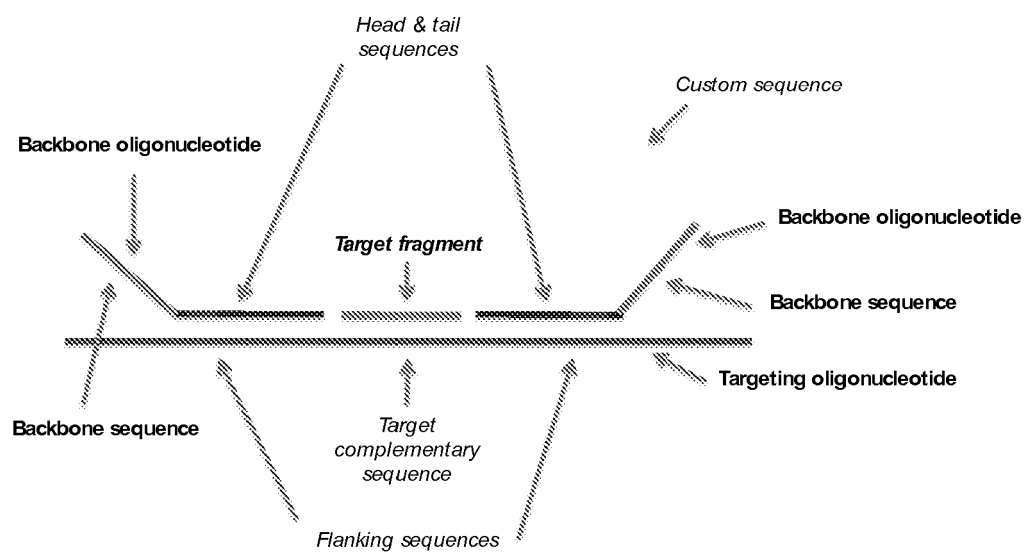 Head & tail
sequences
Custom sequence
Backbone oligonucleotide
Backbone oligonucleotide
Target fragment
Backbone sequence
Targeting oligonucleotide
Backbone sequence
Target
complementary
sequence
Flanking sequences